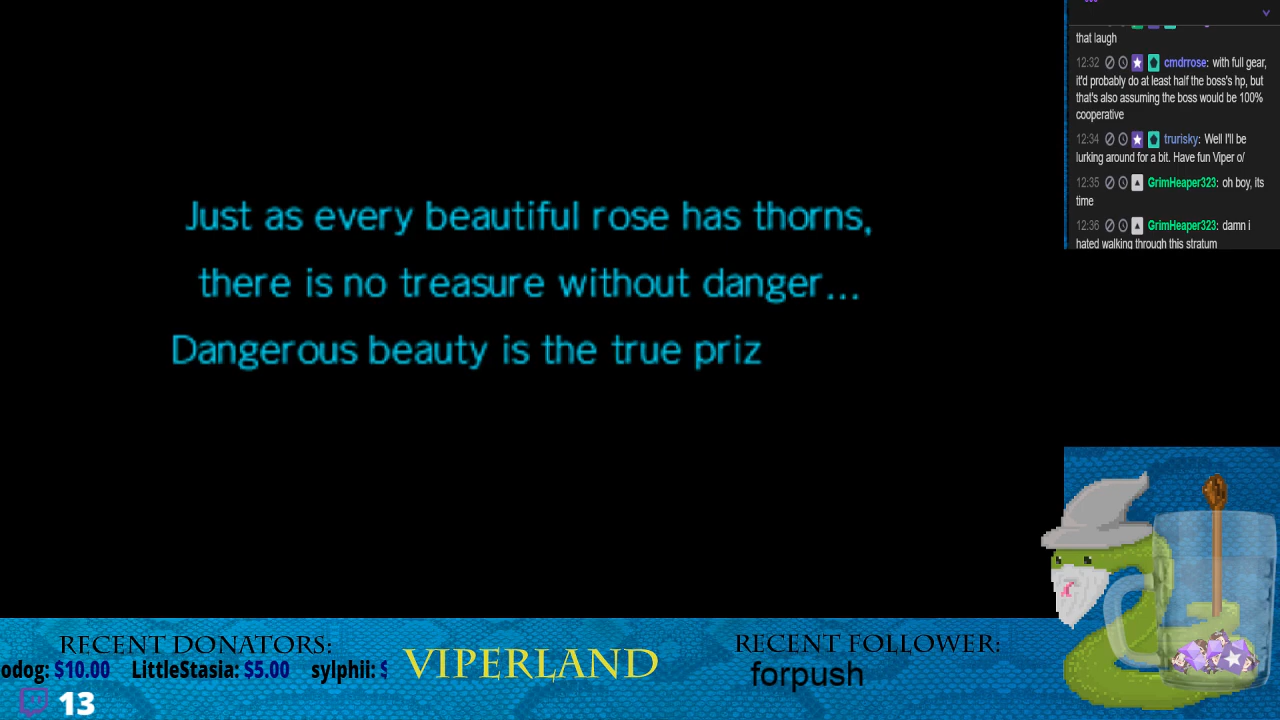 that laugh
12:32 cmdrrose: with full gear,
it'd probably do at least half the boss's hp, but
that's also assuming the boss would be 100%
cooperative
12:34 trurisky: Well I'll be
lurking around for a bit. Have fun Viper o/
12:35 GrimHeaper323: oh boy, its
time
12:36 GrimHeaper323: damn i
hated walking through this stratum
Just as every beautiful rose has thorns,
there is no treasure without danger...
Dangerous beauty is the true priz
RECENT DONATORS:
odog: $10.00 LittleStasia: $5.00 sylphii: $
VIPERLAND
RECENT FOLLOWER:
forpush
13